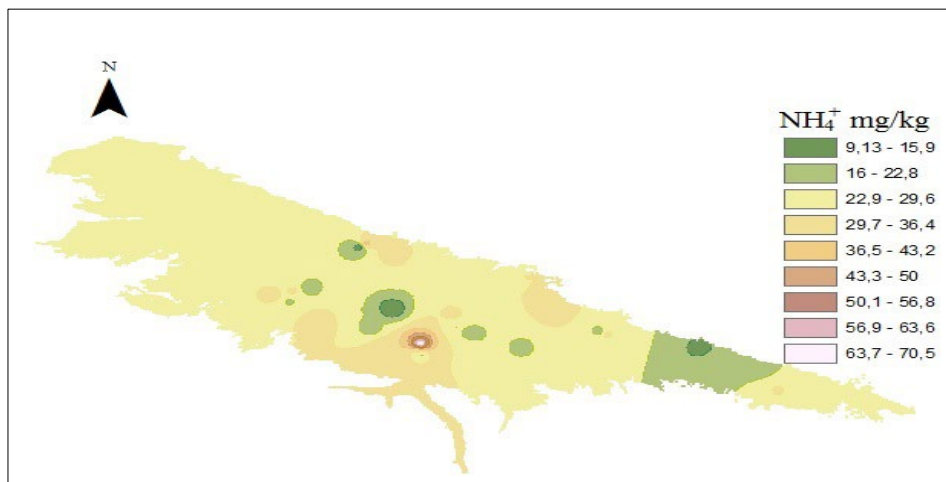 N
NH₄⁺ mg/kg
9,13 - 15,9
16 - 22,8
22,9 - 29,6
29,7 - 36,4
36,5 - 43,2
43,3 - 50
50,1 - 56,8
56,9 - 63,6
63,7 - 70,5